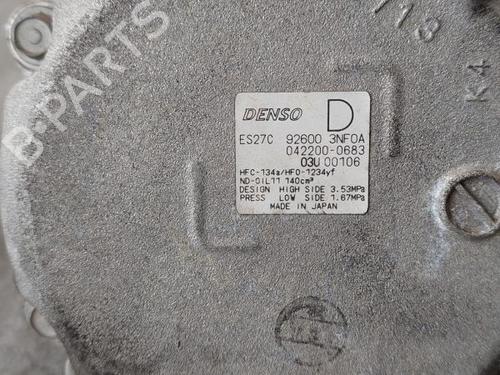 B-Parts
118
K4
DENSO D
ES27C 92600 3NF0A
042200-0683
03U 00106
HFC-134a/HFO-1234yf
ND-OIL11 140cm³
DESIGN HIGH SIDE 3.53MPa
PRESS LOW SIDE 1.67MPa
MADE IN JAPAN